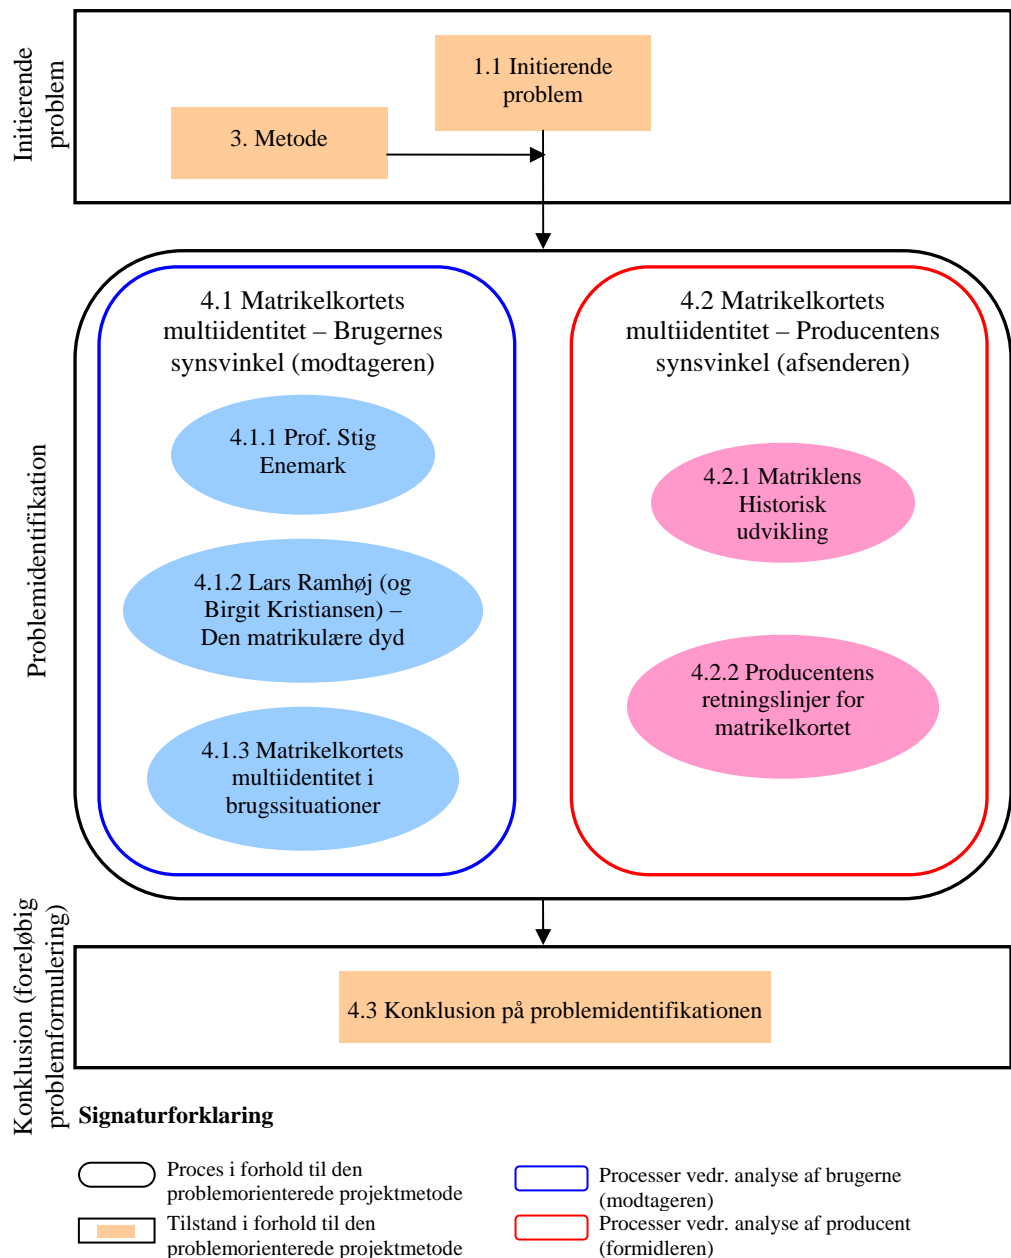 Initierende
problem
1.1 Initierende
problem
3. Metode
Problemidentifikation
4.1 Matrikelkortets
multiidentitet – Brugernes
synsvinkel (modtageren)
4.1.1 Prof. Stig
Enemark
4.1.2 Lars Ramhøj (og
Birgit Kristiansen) –
Den matrikulære dyd
4.1.3 Matrikelkortets
multiidentitet i
brugssituationer
4.2 Matrikelkortets
multiidentitet – Producentens
synsvinkel (afsenderen)
4.2.1 Matriklens
Historisk
udvikling
4.2.2 Producentens
retningslinjer for
matrikelkortet
Konklusion (foreløbig
problemformulering)
4.3 Konklusion på problemidentifikationen
Signaturforklaring
Proces i forhold til den
problemorienterede projektmetode
Tilstand i forhold til den
problemorienterede projektmetode
Processer vedr. analyse af brugerne
(modtageren)
Processer vedr. analyse af producent
(formidleren)